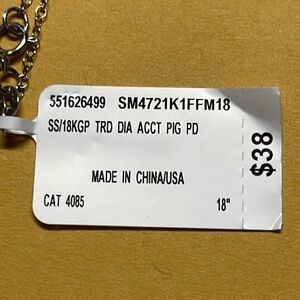 551626499 SM4721K1FFM18
SS/18KGP TRD DIA ACCT PIG PD
MADE IN CHINA/USA
CAT 4085 18"
$38